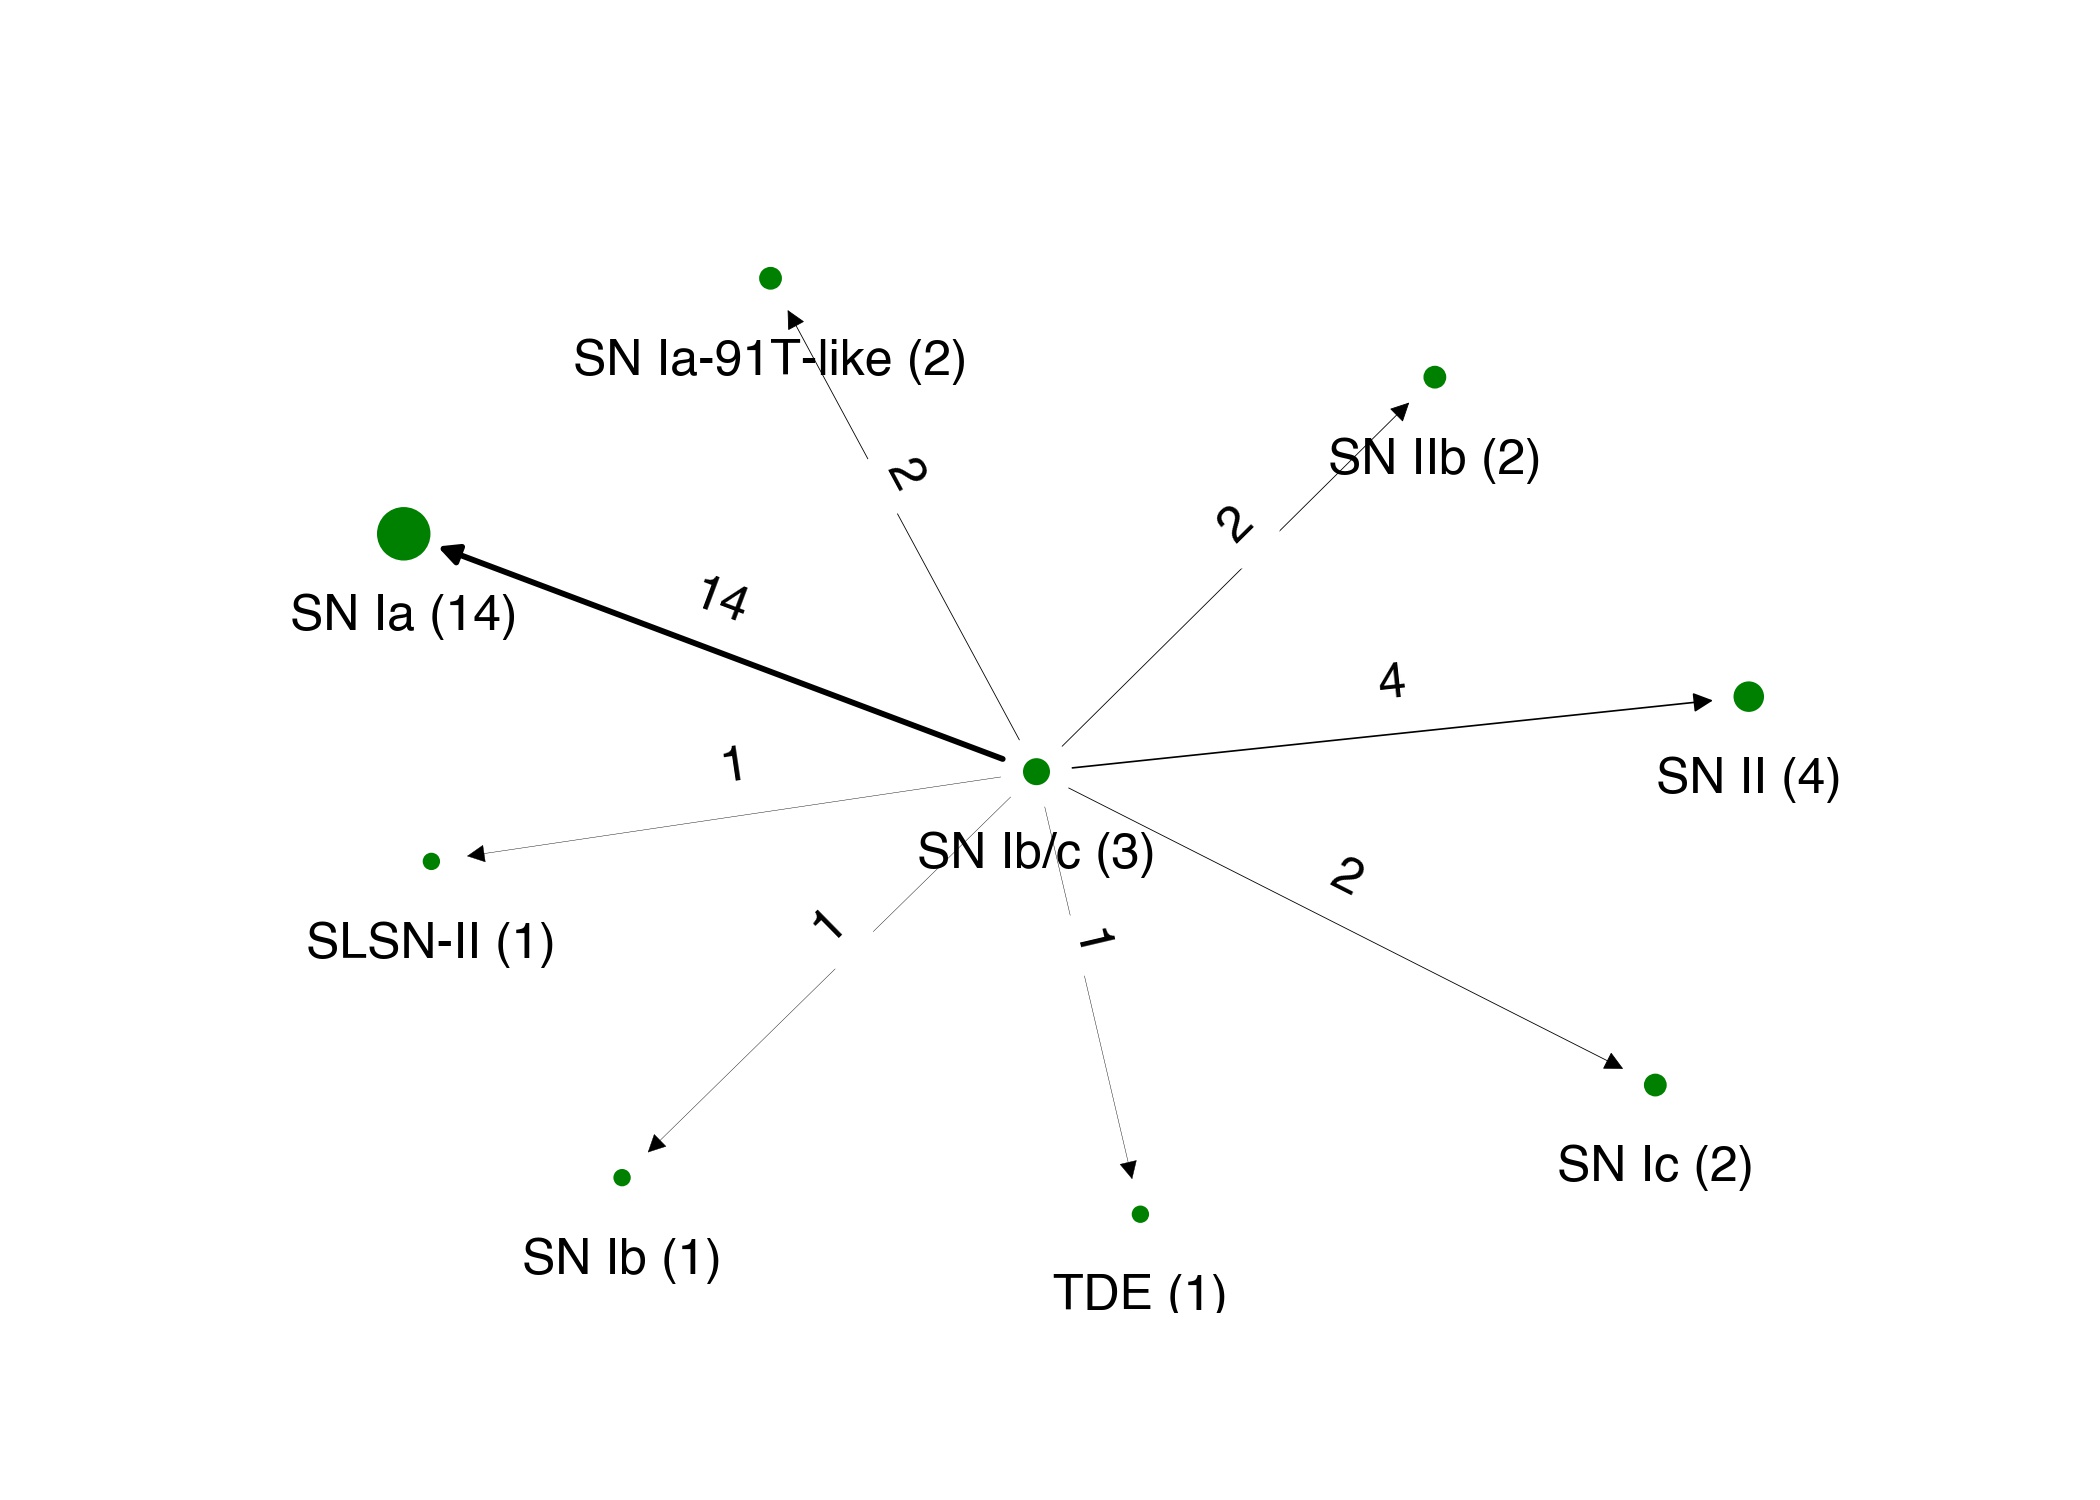 SN Ia-91T-like (2)
SN IIb (2)
2
2
SN Ia (14)
14
4
SN II (4)
1
SN Ib/c (3)
2
SLSN-II (1)
1
1
SN Ic (2)
SN Ib (1)
TDE (1)